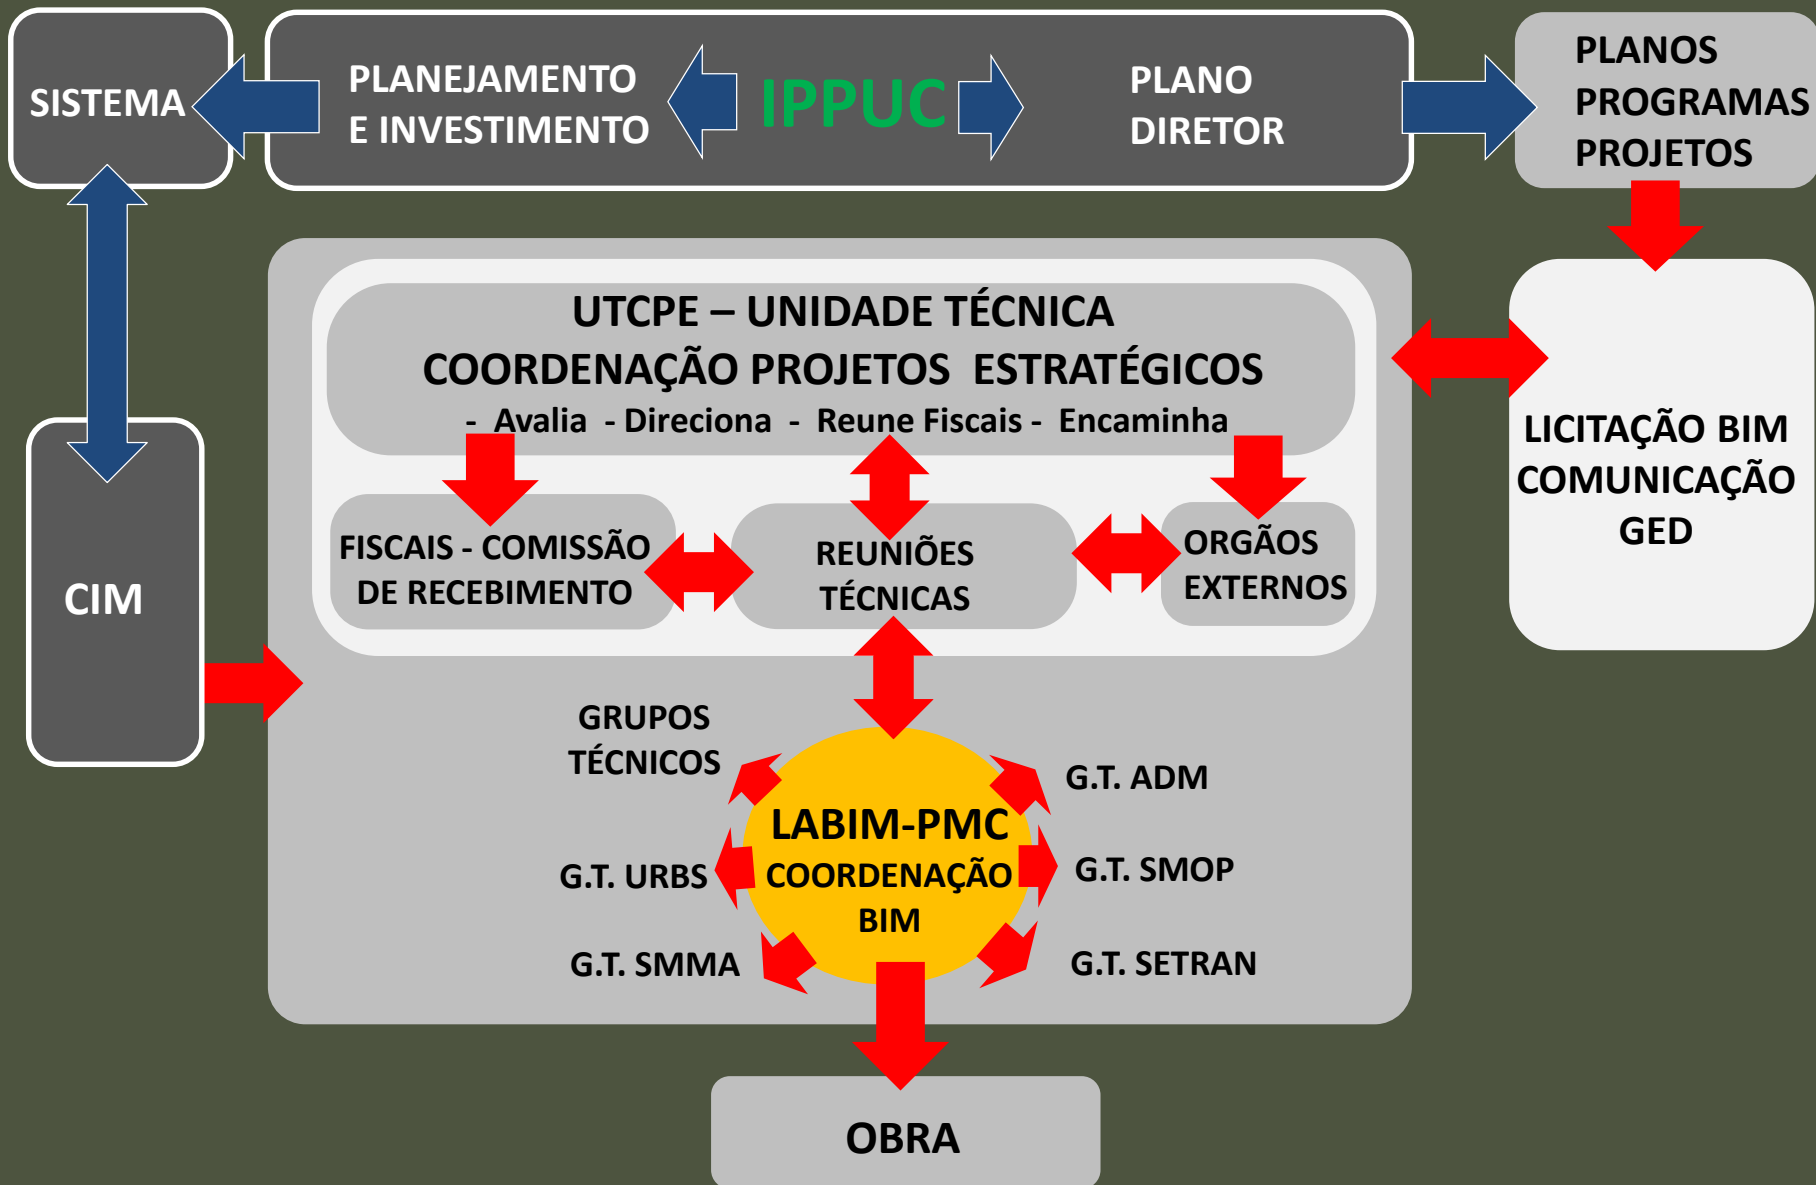 SISTEMA
PLANEJAMENTO
E INVESTIMENTO
IPPUC
PLANO
DIRETOR
PLANOS
PROGRAMAS
PROJETOS
UTCPE – UNIDADE TÉCNICA
COORDENAÇÃO PROJETOS ESTRATÉGICOS
- Avalia - Direciona - Reune Fiscais - Encaminha
LICITAÇÃO BIM
COMUNICAÇÃO
GED
CIM
FISCAIS - COMISSÃO
DE RECEBIMENTO
REUNIÕES
TÉCNICAS
ORGÃOS
EXTERNOS
GRUPOS
TÉCNICOS
G.T. ADM
LABIM-PMC
COORDENAÇÃO
BIM
G.T. URBS
G.T. SMOP
G.T. SMMA
G.T. SETRAN
OBRA